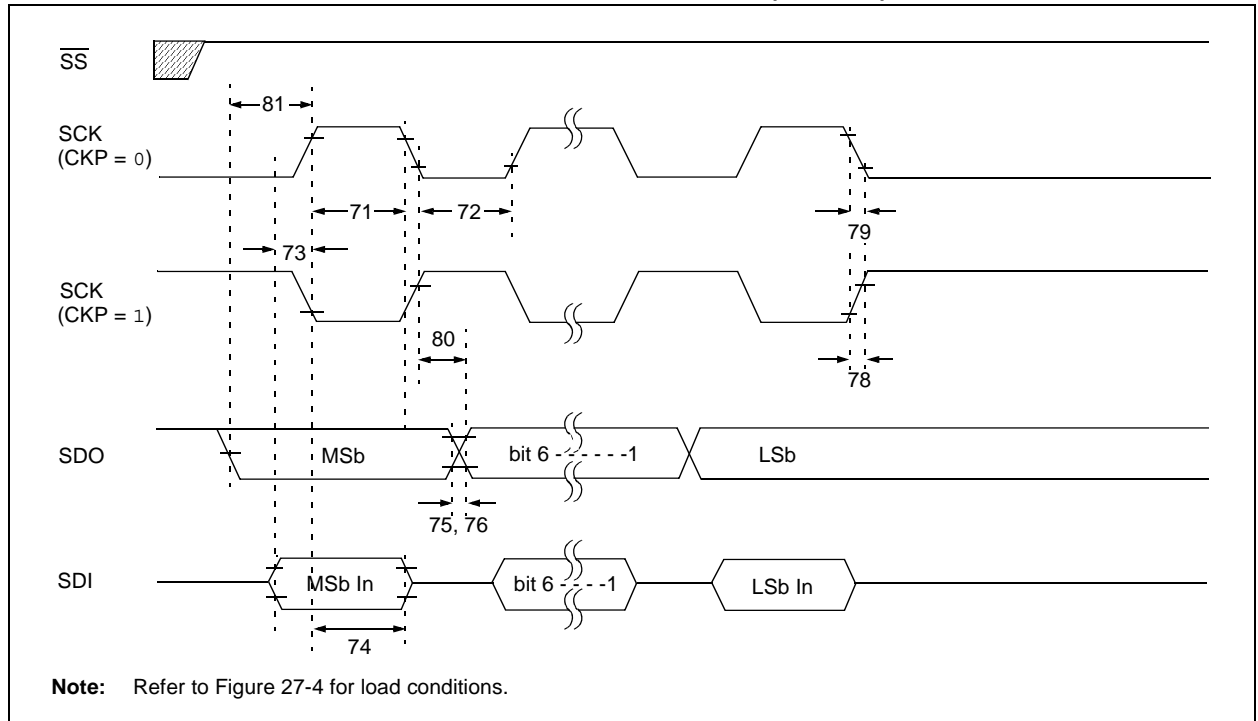 SS
81
SCK
(CKP = 0)
71
72
79
73
SCK
(CKP = 1)
80
78
SDO
MSb
bit 6 - - - - - -1
LSb
75, 76
SDI
MSb In
bit 6 - - - -1
LSb In
74
Note: Refer to Figure 27-4 for load conditions.